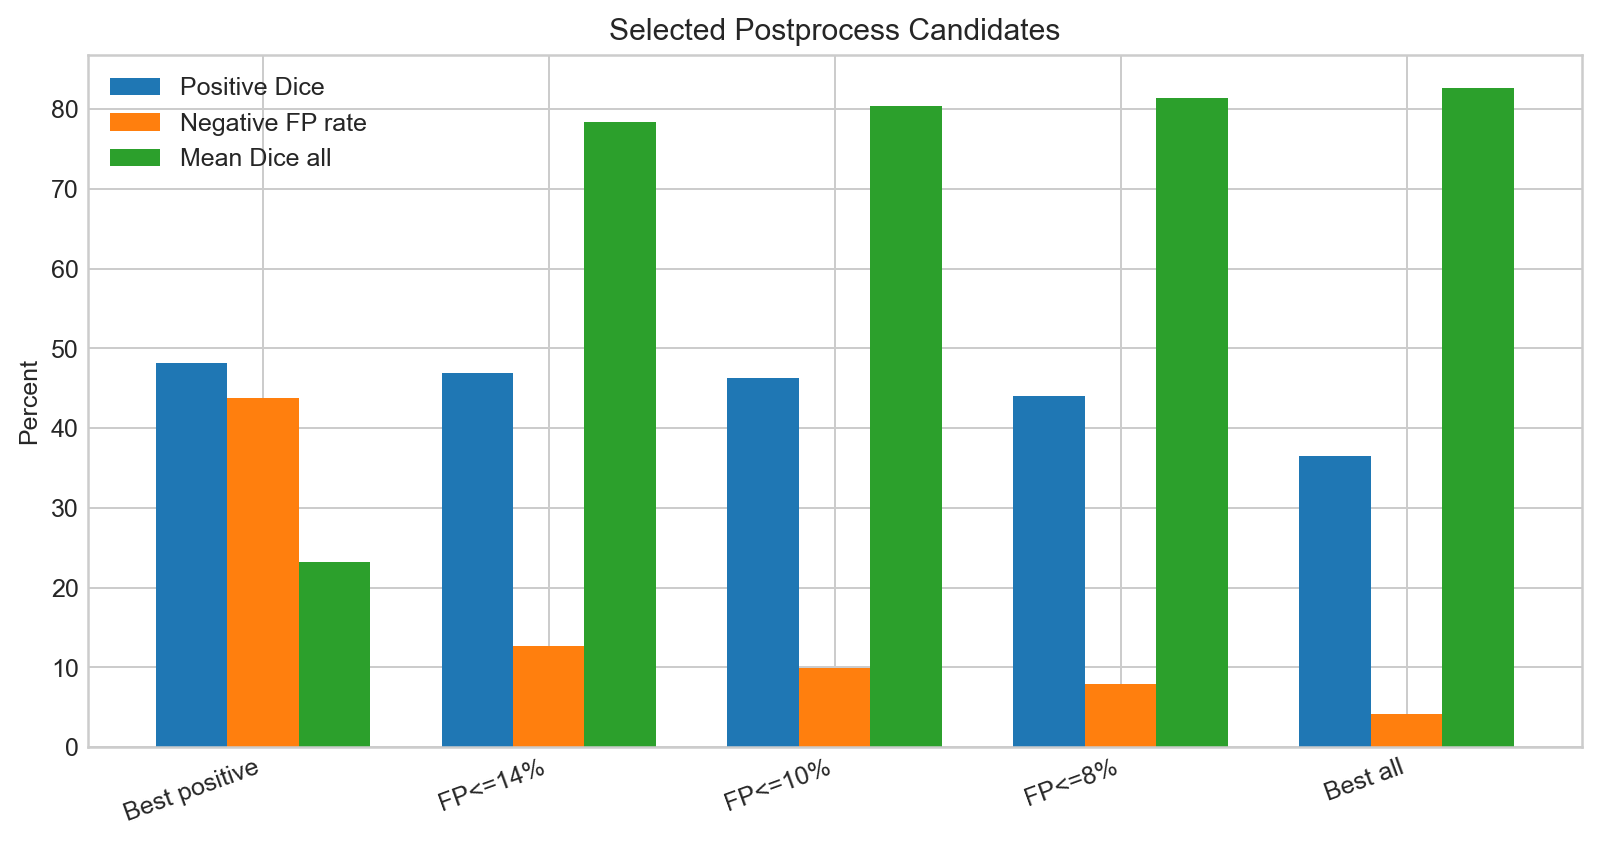 Selected Postprocess Candidates
Positive Dice
Negative FP rate
Mean Dice all
Percent
80
70
60
50
40
30
20
10
0
Best positive
FP<=14%
FP<=10%
FP<=8%
Best all